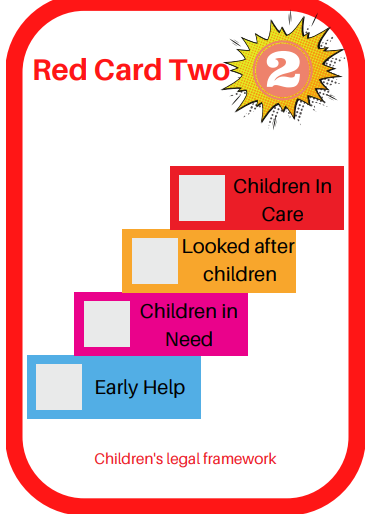 Red Card Two
2
Children In
Care
Looked after
children
Children in
Need
Early Help
Children's legal framework